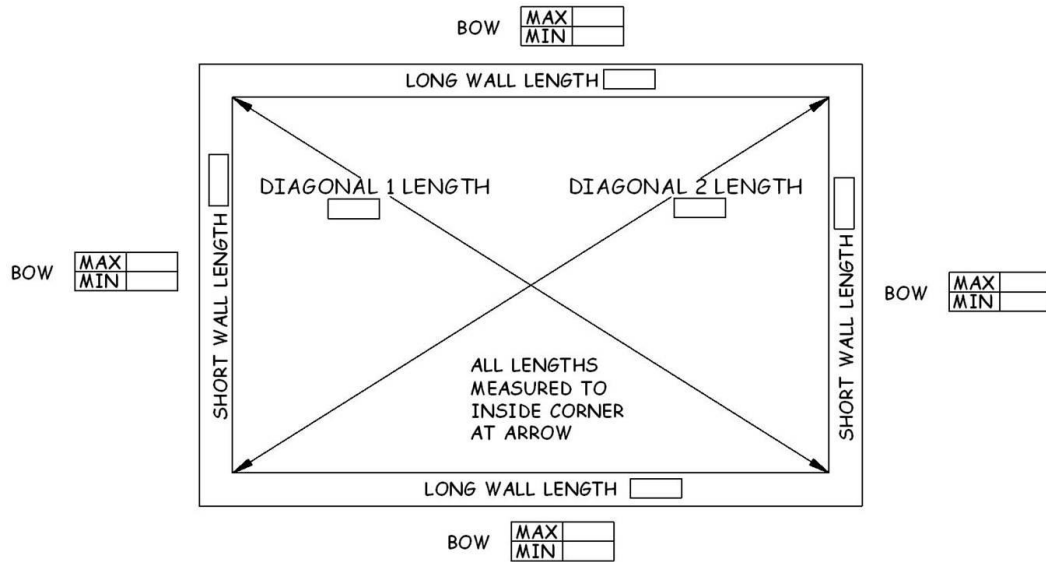 BOW
MAX
MIN
LONG WALL LENGTH
DIAGONAL 1 LENGTH
DIAGONAL 2 LENGTH
SHORT WALL LENGTH
BOW
MAX
MIN
SHORT WALL LENGTH
BOW
MAX
MIN
ALL LENGTHS
MEASURED TO
INSIDE CORNER
AT ARROW
LONG WALL LENGTH
BOW
MAX
MIN